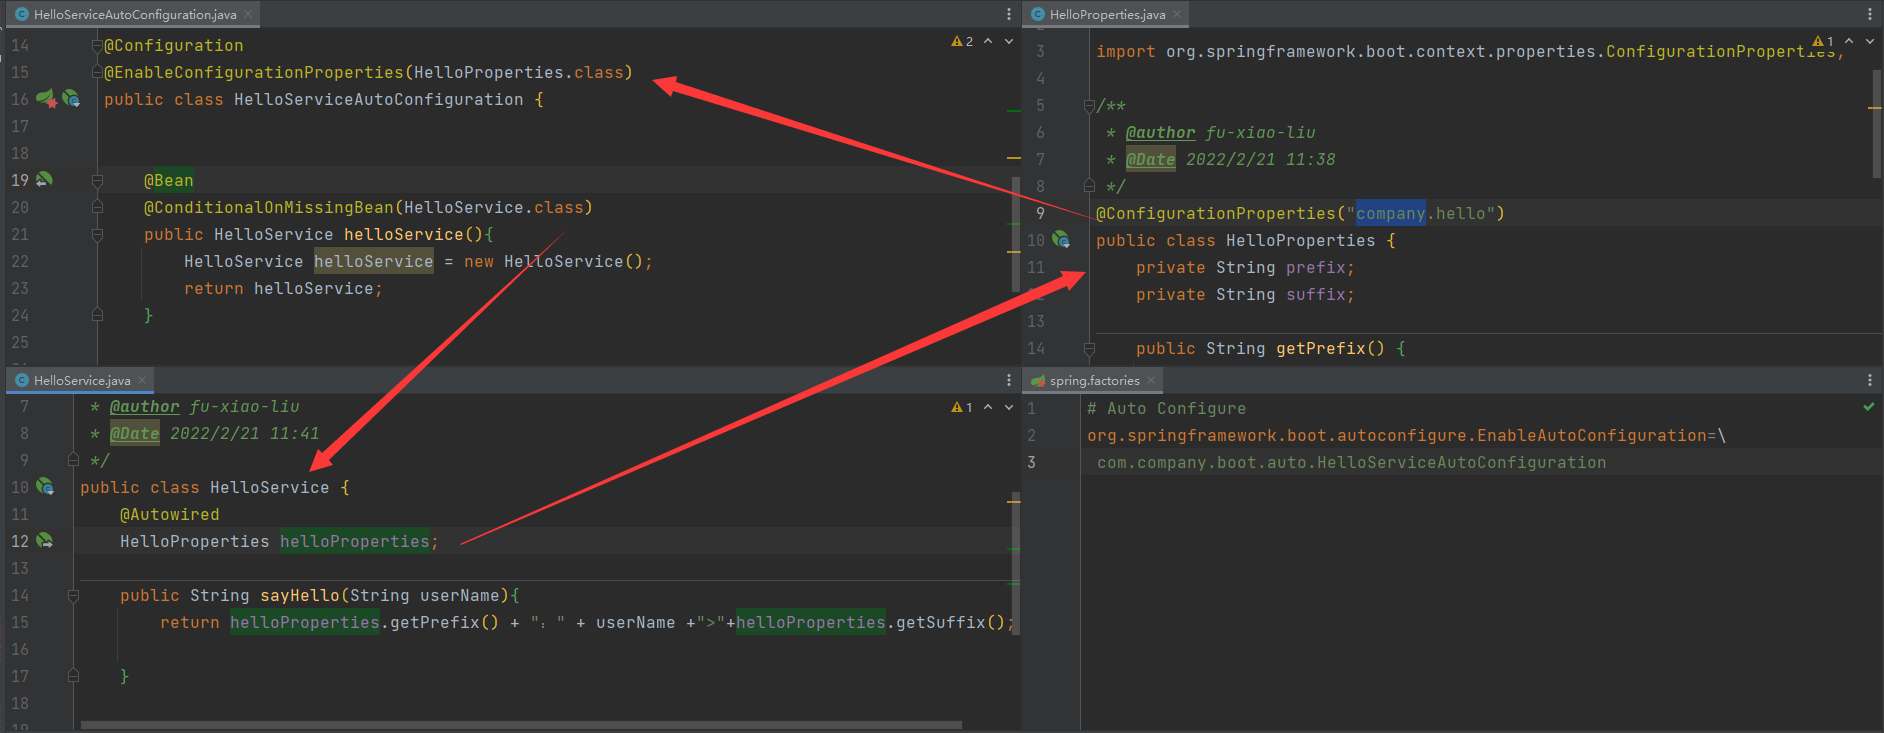 HelloServiceAutoConfiguration.java
2
14 @Configuration
15 @EnableConfigurationProperties(HelloProperties.class)
16 public class HelloServiceAutoConfiguration {
17
18
19 @Bean
20 @ConditionalOnMissingBean(HelloService.class)
21 public HelloService helloService(){
22 HelloService helloService = new HelloService();
23 return helloService;
24 }
25
HelloProperties.java
1
3 import org.springframework.boot.context.properties.ConfigurationProperties;
4
5 /**
6 * @author fu-xiao-liu
7 * @Date 2022/2/21 11:38
8 */
9 @ConfigurationProperties("company.hello")
10 public class HelloProperties {
11 private String prefix;
12 private String suffix;
13
14 public String getPrefix() {
HelloService.java
1
7 * @author fu-xiao-liu
8 * @Date 2022/2/21 11:41
9 */
10 public class HelloService {
11 @Autowired
12 HelloProperties helloProperties;
13
14 public String sayHello(String userName){
15 return helloProperties.getPrefix() + "：" + userName +">"+helloProperties.getSuffix();
16
17 }
18
spring.factories
1 # Auto Configure
2 org.springframework.boot.autoconfigure.EnableAutoConfiguration=\
3 com.company.boot.auto.HelloServiceAutoConfiguration